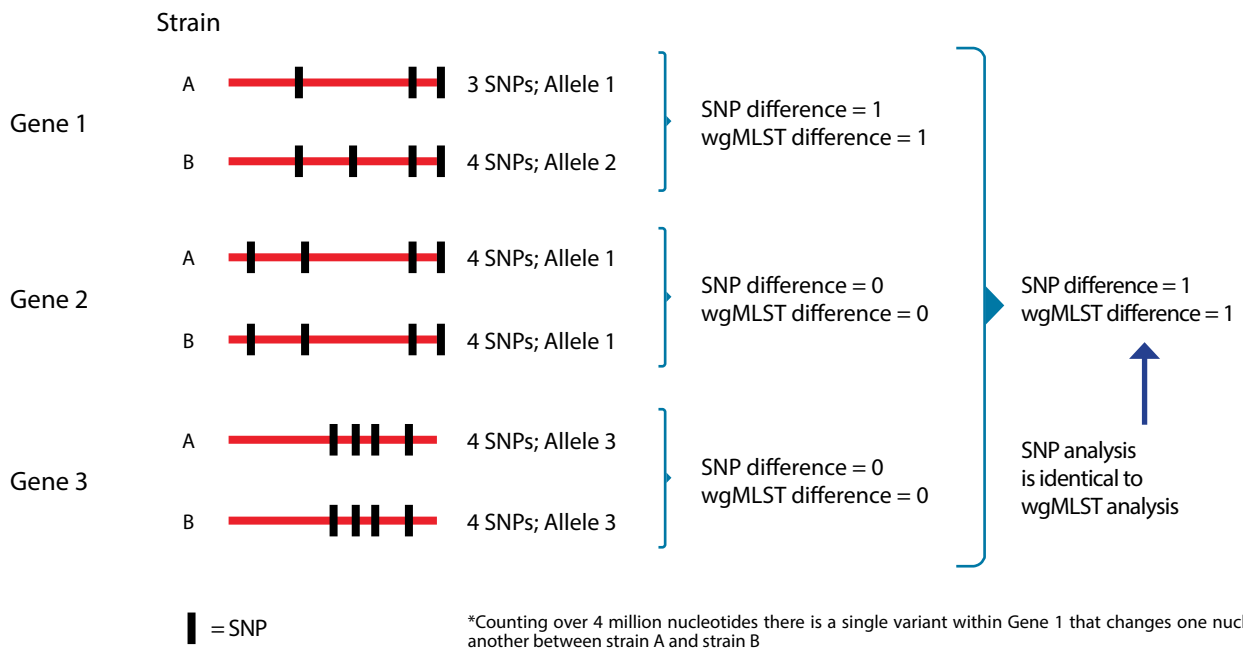 Strain
Gene 1
A
3 SNPs; Allele 1
B
4 SNPs; Allele 2
SNP difference = 1
wgMLST difference = 1
Gene 2
A
4 SNPs; Allele 1
B
4 SNPs; Allele 1
SNP difference = 0
wgMLST difference = 0
Gene 3
A
4 SNPs; Allele 3
B
4 SNPs; Allele 3
SNP difference = 0
wgMLST difference = 0
SNP difference = 1
wgMLST difference = 1
SNP analysis
is identical to
wgMLST analysis
= SNP
*Counting over 4 million nucleotides there is a single variant within Gene 1 that changes one nucl
another between strain A and strain B